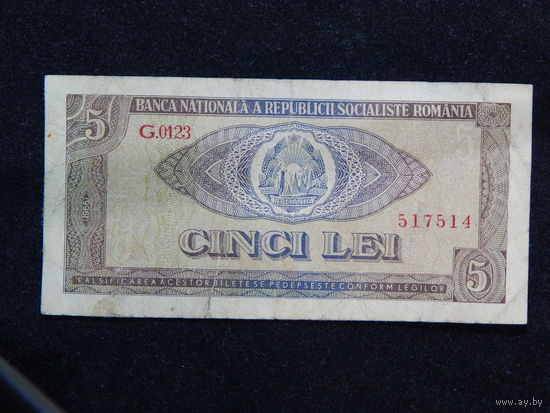 BANCA NAȚIONALĂ A REPUBLICII SOCIALISTE ROMÂNIA
5
G.0123
1966
517514
CINCI LEI
5
FALSIFICAREA ACESTOR BILETE SE PEDEPSEȘTE CONFORM LEGILOR
www.ay.by